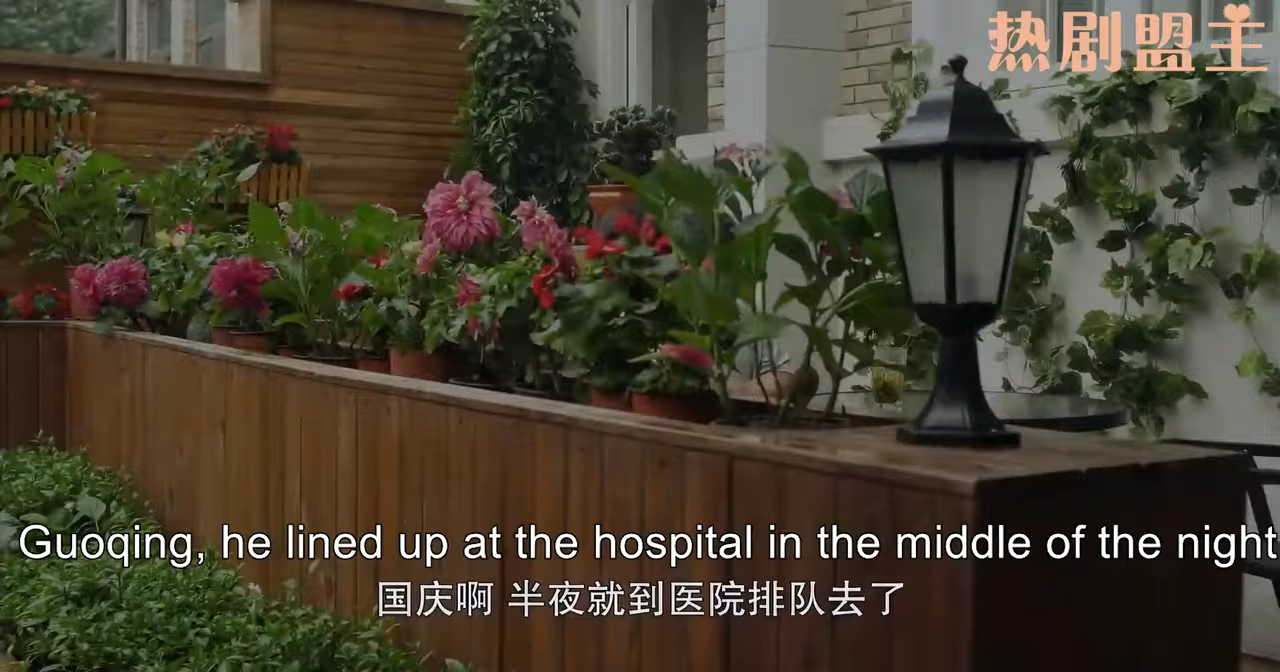 热剧盟主
Guoqing, he lined up at the hospital in the middle of the night
国庆啊 半夜就到医院排队去了